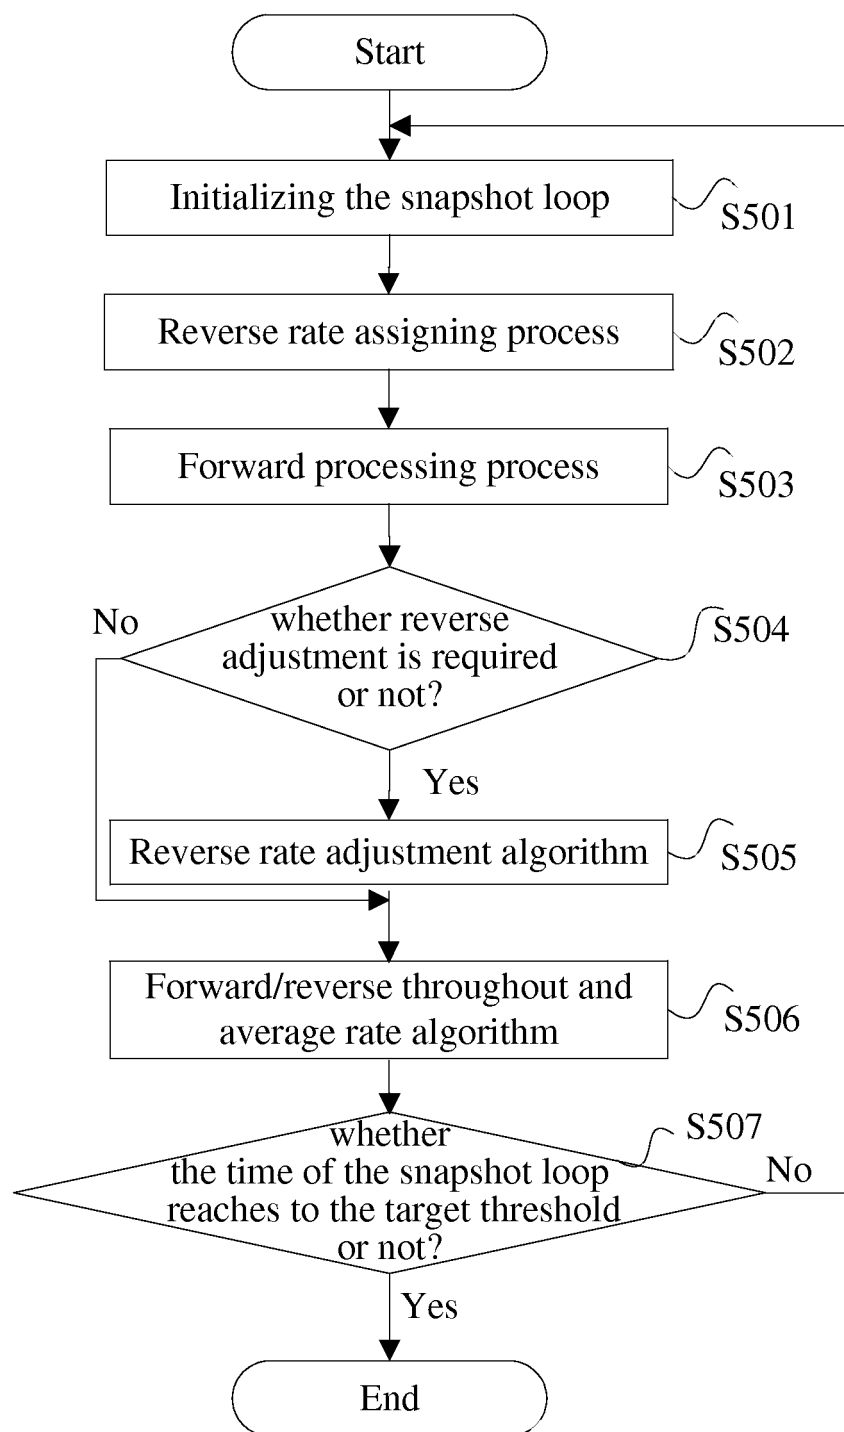 Start
Initializing the snapshot loop
S501
Reverse rate assigning process
S502
Forward processing process
S503
No
whether reverse
adjustment is required
or not?
S504
Yes
Reverse rate adjustment algorithm
S505
Forward/reverse throughout and
average rate algorithm
S506
whether
the time of the snapshot loop
reaches to the target threshold
or not?
S507
No
Yes
End